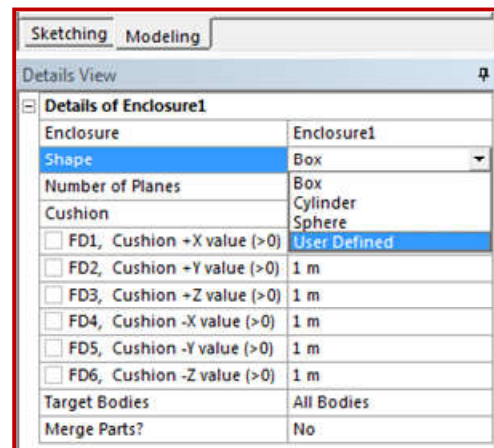 Sketching Modeling
Details View
Details of Enclosure1
Enclosure Enclosure1
Shape Box
Number of Planes Box
Cylinder
Cushion Sphere
FD1, Cushion +X value (>0) User Defined
FD2, Cushion +Y value (>0) 1 m
FD3, Cushion +Z value (>0) 1 m
FD4, Cushion -X value (>0) 1 m
FD5, Cushion -Y value (>0) 1 m
FD6, Cushion -Z value (>0) 1 m
Target Bodies All Bodies
Merge Parts? No